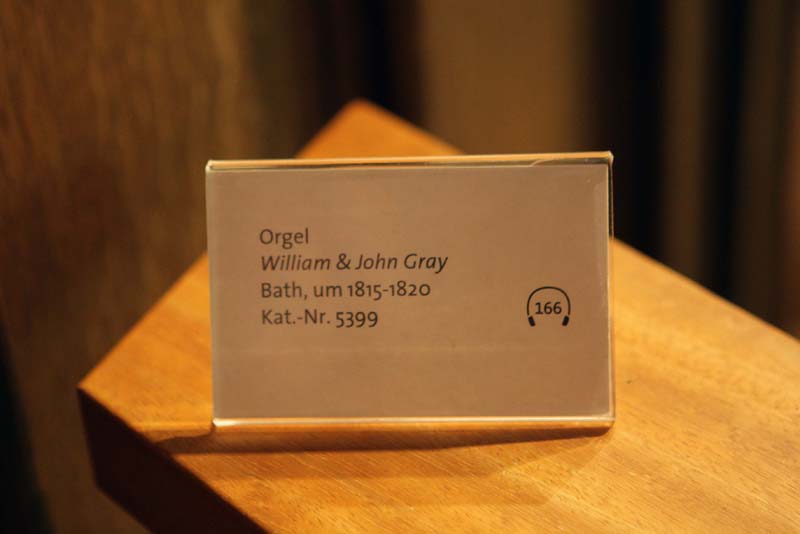 Orgel
William & John Gray
Bath, um 1815-1820
Kat.-Nr. 5399
166